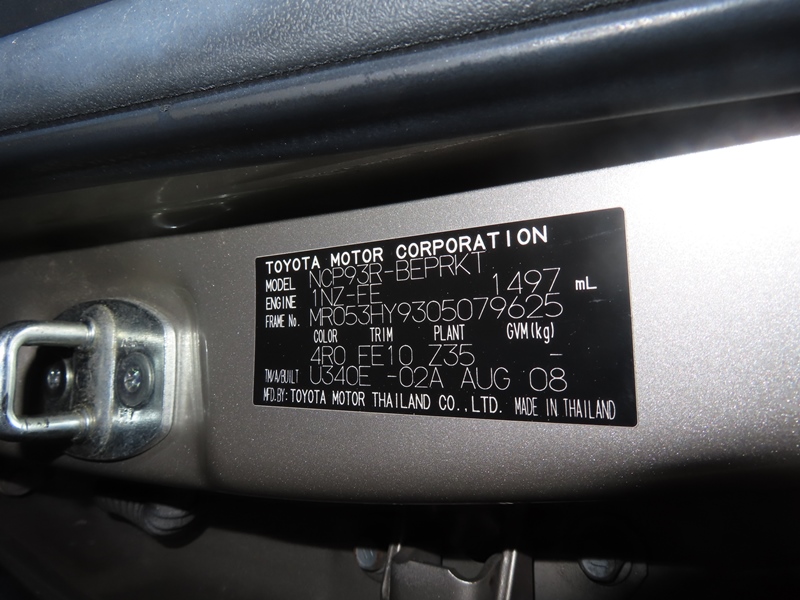 TOYOTA MOTOR CORPORATION
MODEL NCP93R-BEPRKT
ENGINE 1NZ-FE 1497 mL
FRAME No. MR053HY9305079625
COLOR TRIM PLANT GVM(kg)
4R0 FE10 Z35 -
TM/A/BUILT U340E -02A AUG 08
MFD.BY: TOYOTA MOTOR THAILAND CO.,LTD. MADE IN THAILAND